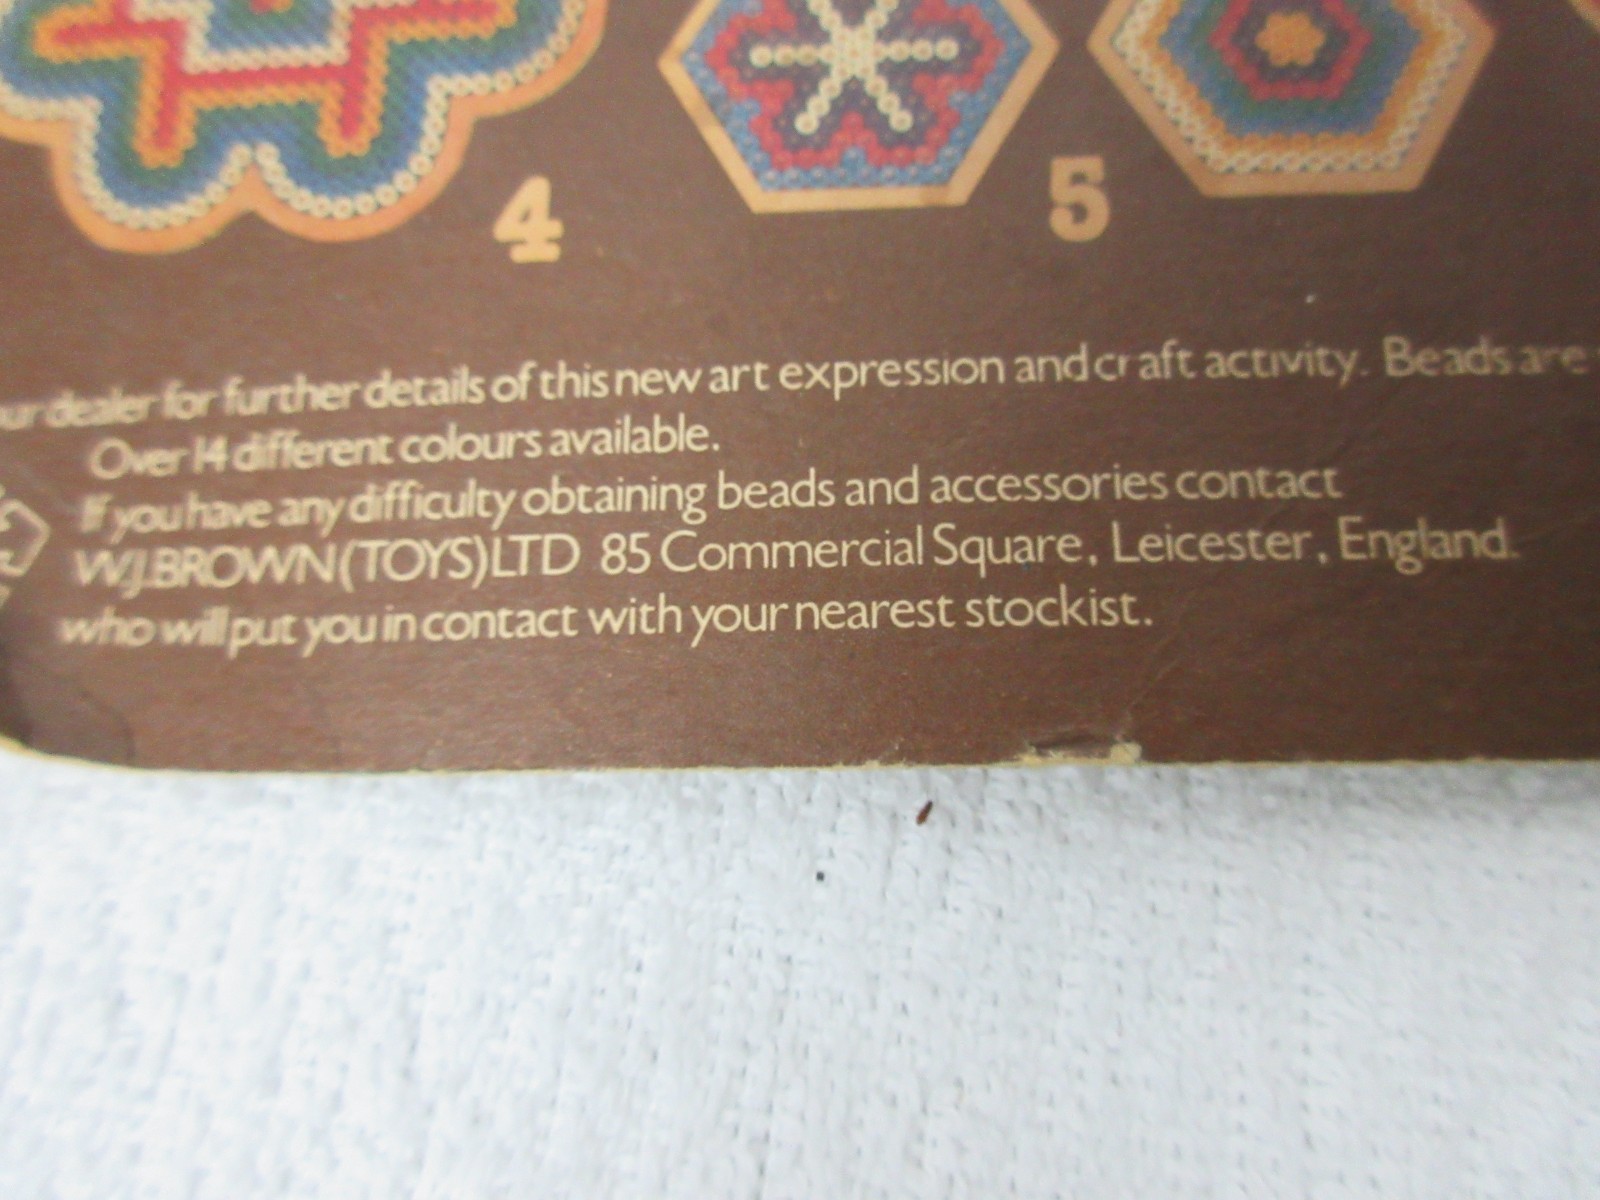 4
5
dealer for further details of this new art expression and craft activity. Beads are
Over 14 different colours available.
If you have any difficulty obtaining beads and accessories contact
W.J.BROWN (TOYS) LTD 85 Commercial Square, Leicester, England.
who will put you in contact with your nearest stockist.